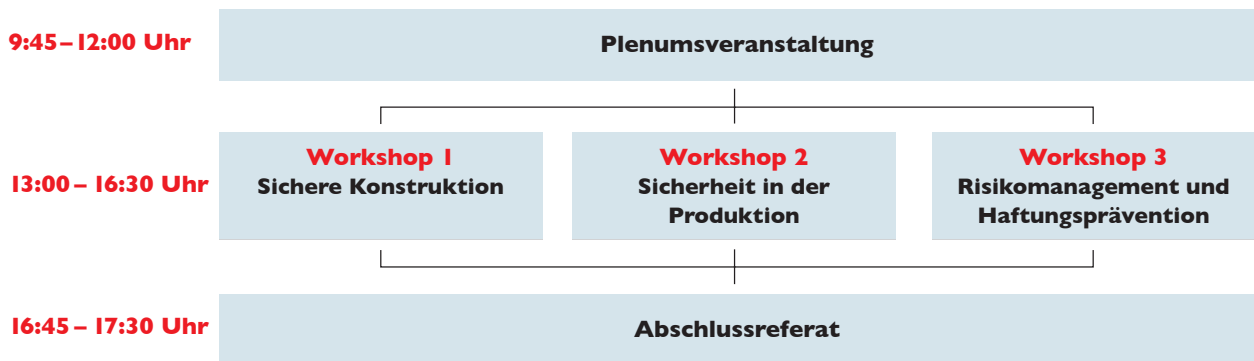 9:45 – 12:00 Uhr
Plenumsveranstaltung
13:00 – 16:30 Uhr
Workshop 1
Sichere Konstruktion
Workshop 2
Sicherheit in der
Produktion
Workshop 3
Risikomanagement und
Haftungsprävention
16:45 – 17:30 Uhr
Abschlussreferat